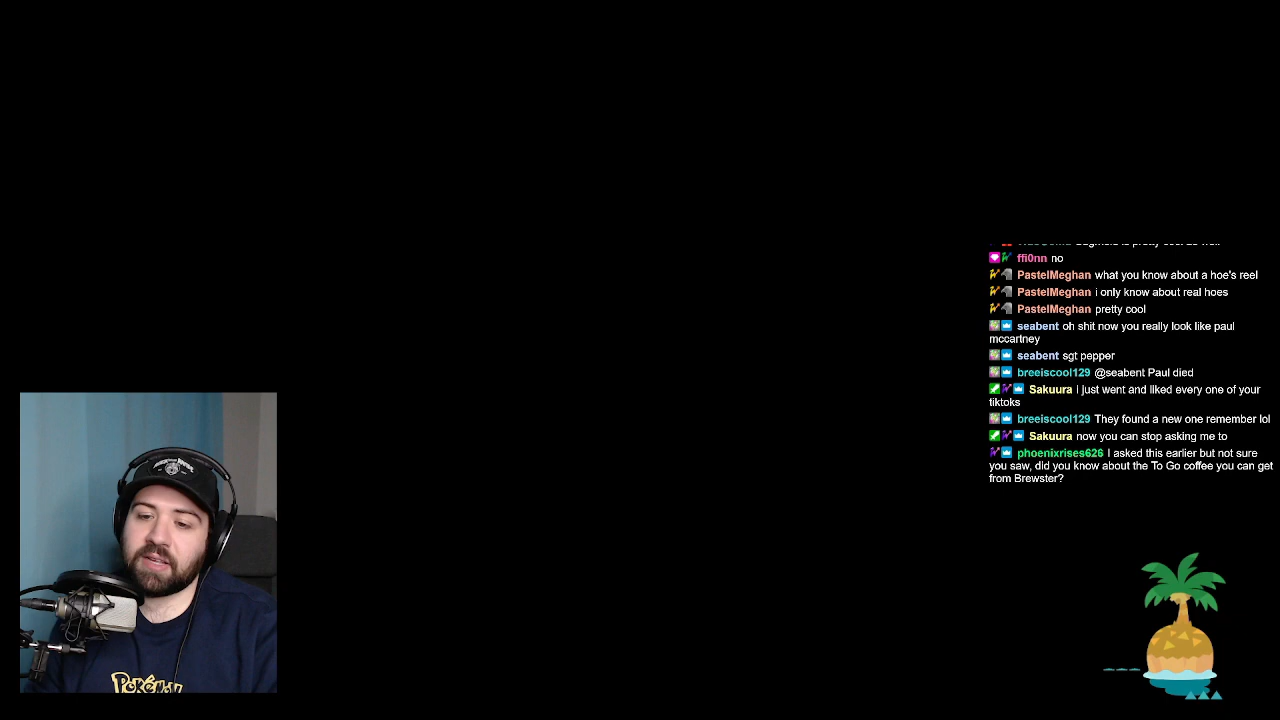 ffi0nn no
PastelMeghan what you know about a hoe's reel
PastelMeghan i only know about real hoes
PastelMeghan pretty cool
seabent oh shit now you really look like paul
mccartney
seabent sgt pepper
breeiscool129 @seabent Paul died
Sakuura I just went and liked every one of your
tiktoks
breeiscool129 They found a new one remember lol
Sakuura now you can stop asking me to
phoenixrises626 I asked this earlier but not sure
you saw, did you know about the To Go coffee you can get
from Brewster?
Pokémon